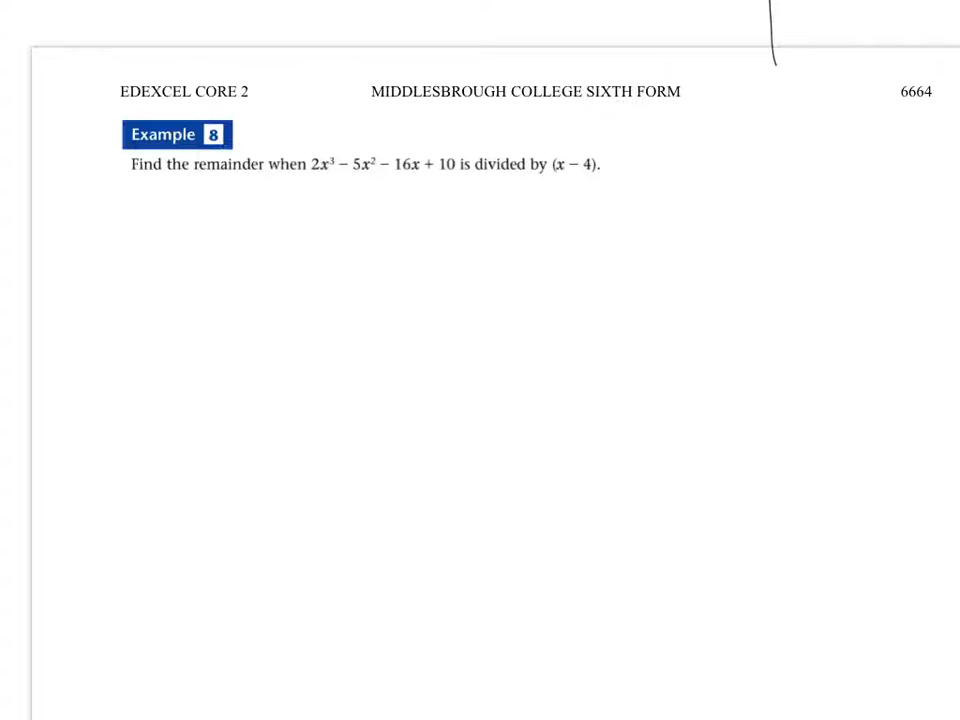 EDEXCEL CORE 2 MIDDLESBROUGH COLLEGE SIXTH FORM 6664
Example 8
Find the remainder when 2x³ − 5x² − 16x + 10 is divided by (x − 4).